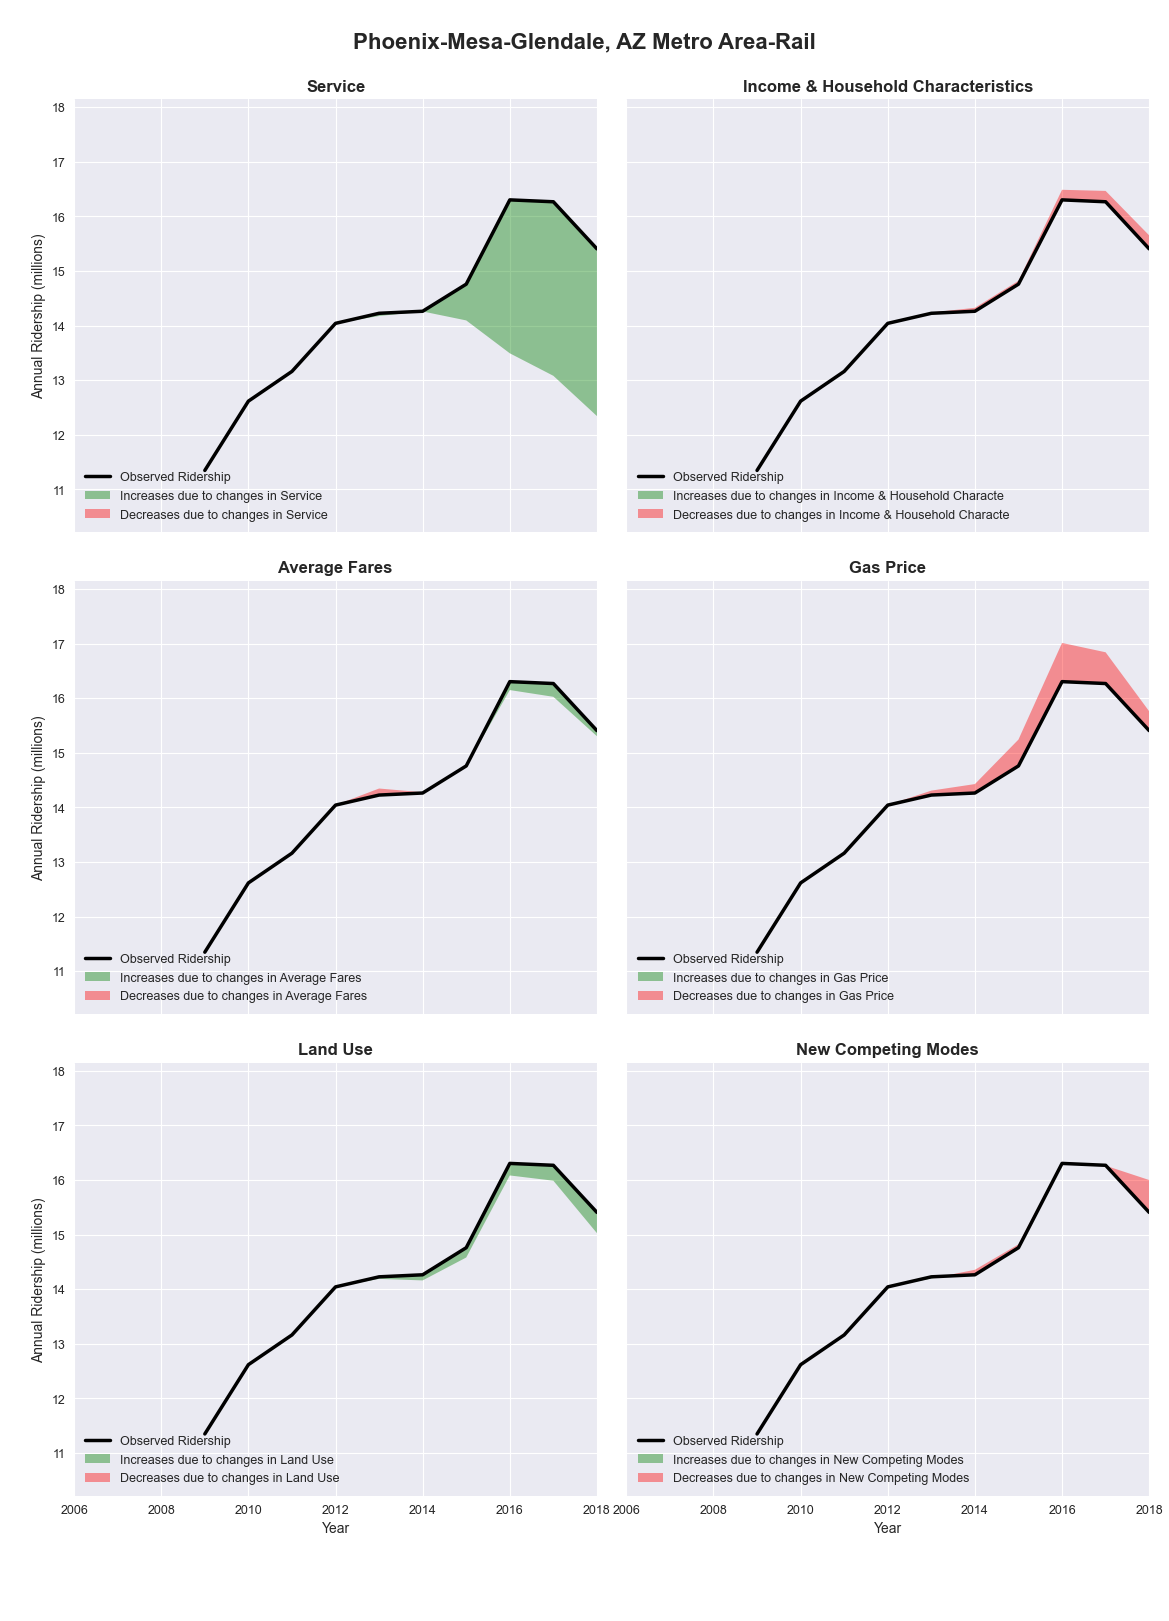 Phoenix-Mesa-Glendale, AZ Metro Area-Rail
Service
18
17
16
15
14
13
12
11
Annual Ridership (millions)
Observed Ridership
Increases due to changes in Service
Decreases due to changes in Service
Income & Household Characteristics
Observed Ridership
Increases due to changes in Income & Household Characte
Decreases due to changes in Income & Household Characte
Average Fares
18
17
16
15
14
13
12
11
Annual Ridership (millions)
Observed Ridership
Increases due to changes in Average Fares
Decreases due to changes in Average Fares
Gas Price
Observed Ridership
Increases due to changes in Gas Price
Decreases due to changes in Gas Price
Land Use
18
17
16
15
14
13
12
11
Annual Ridership (millions)
Observed Ridership
Increases due to changes in Land Use
Decreases due to changes in Land Use
2006 2008 2010 2012 2014 2016 2018
Year
New Competing Modes
Observed Ridership
Increases due to changes in New Competing Modes
Decreases due to changes in New Competing Modes
2006 2008 2010 2012 2014 2016 2018
Year